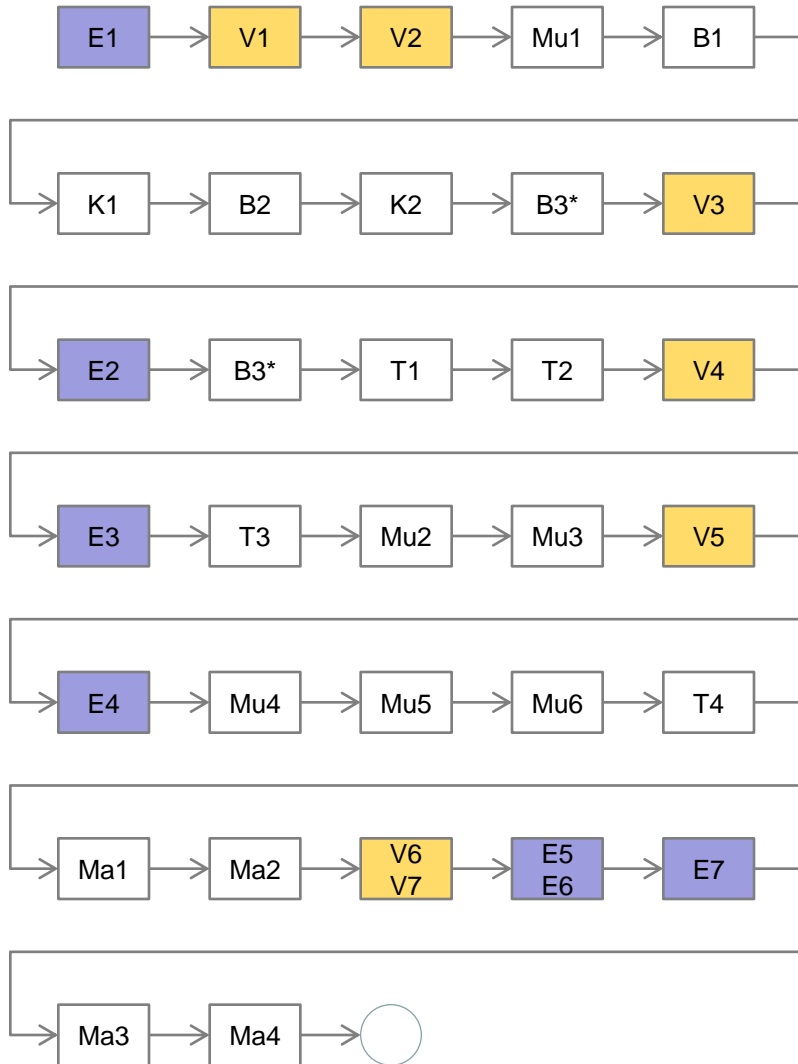 E1 V1 V2 Mu1 B1
K1 B2 K2 B3* V3
E2 B3* T1 T2 V4
E3 T3 Mu2 Mu3 V5
E4 Mu4 Mu5 Mu6 T4
Ma1 Ma2 V6 V7 E5 E6 E7
Ma3 Ma4